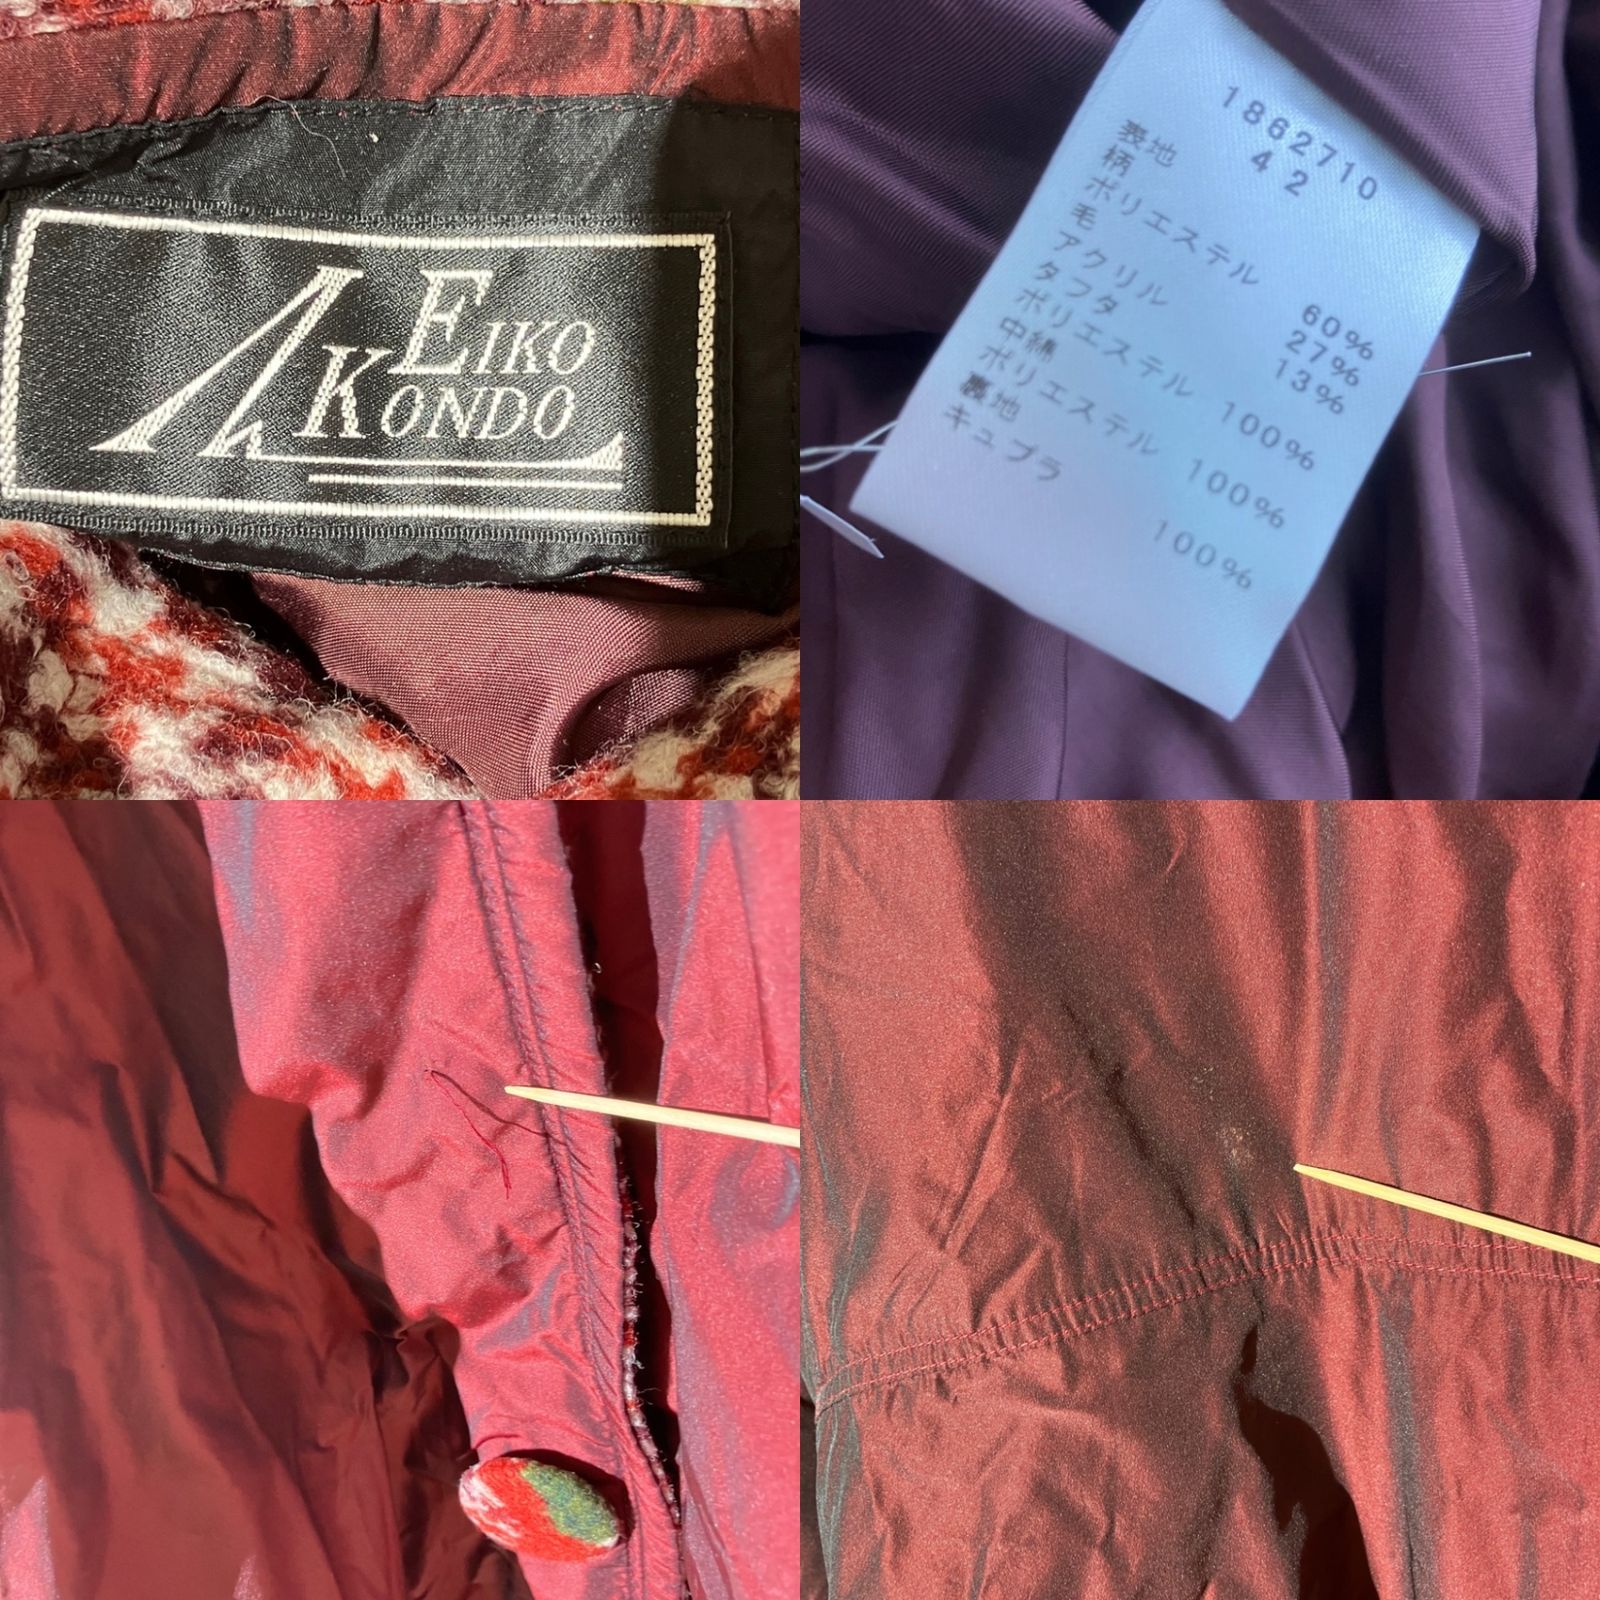 EIKO
KONDO
1862710
42
表地
柄
ポリエステル 60%
毛 27%
アクリル 13%
タフタ
ポリエステル 100%
中綿
ポリエステル 100%
裏地
キュプラ 100%